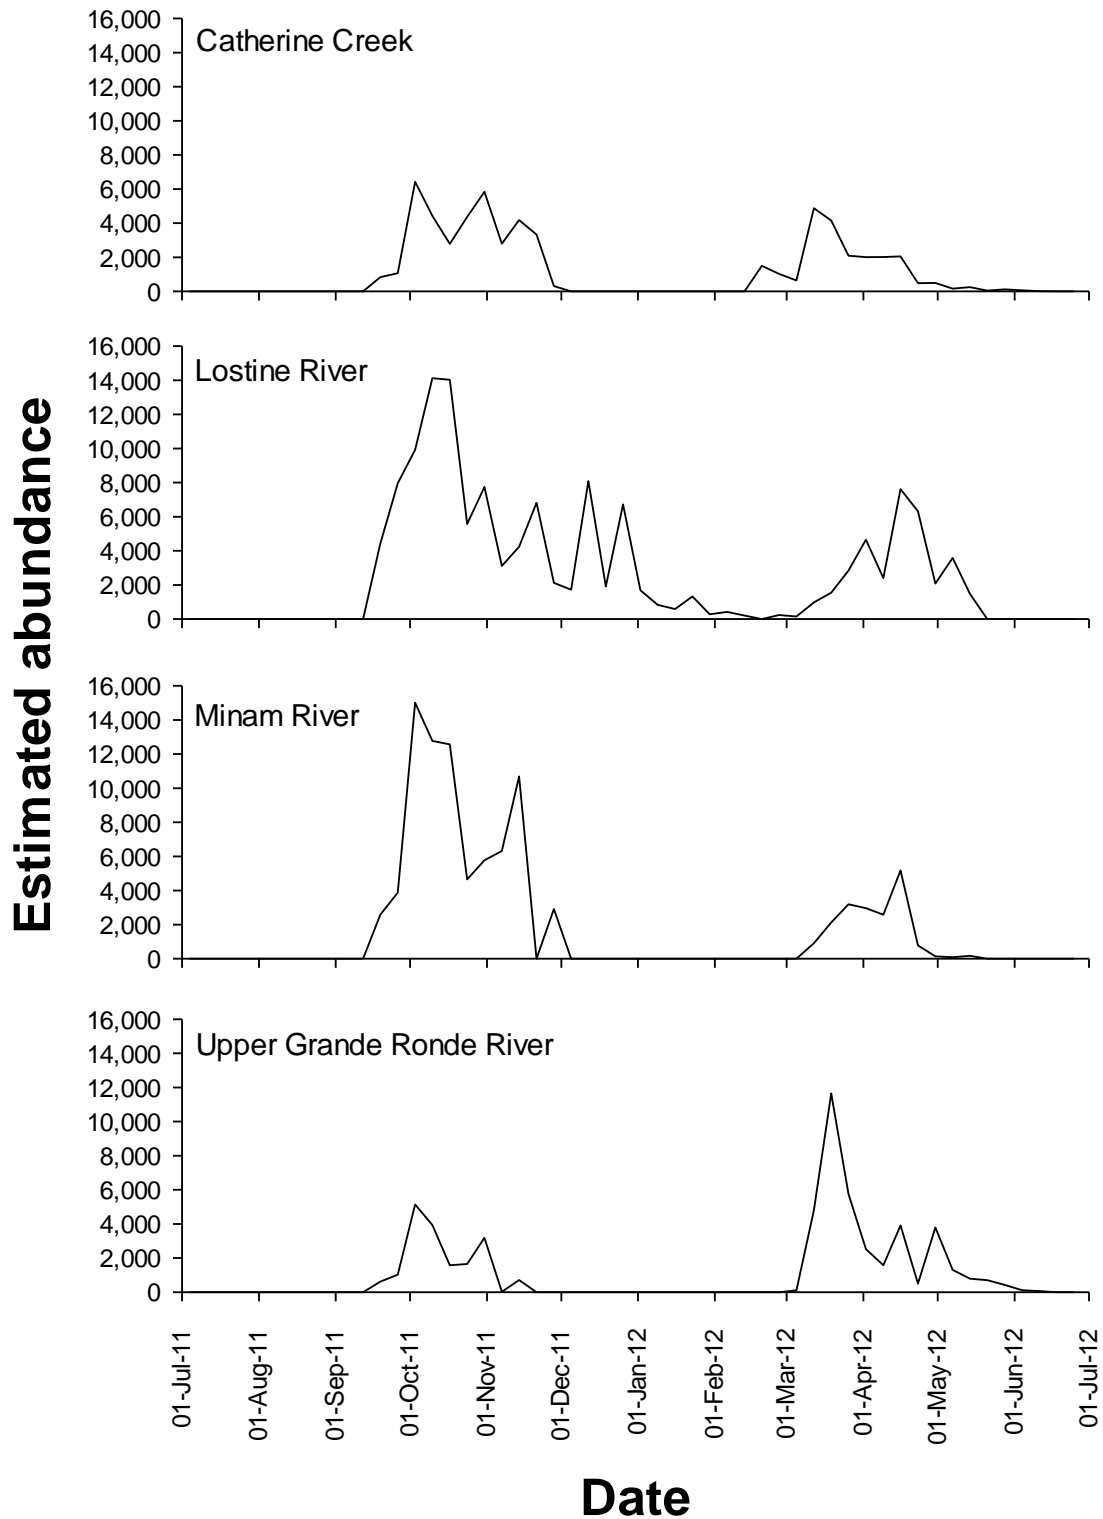 16,000
14,000
12,000
10,000
8,000
6,000
4,000
2,000
0
Catherine Creek
16,000
14,000
12,000
10,000
8,000
6,000
4,000
2,000
0
Lostine River
16,000
14,000
12,000
10,000
8,000
6,000
4,000
2,000
0
Minam River
16,000
14,000
12,000
10,000
8,000
6,000
4,000
2,000
0
Upper Grande Ronde River
Estimated abundance
01-Jul-11
01-Aug-11
01-Sep-11
01-Oct-11
01-Nov-11
01-Dec-11
01-Jan-12
01-Feb-12
01-Mar-12
01-Apr-12
01-May-12
01-Jun-12
01-Jul-12
Date